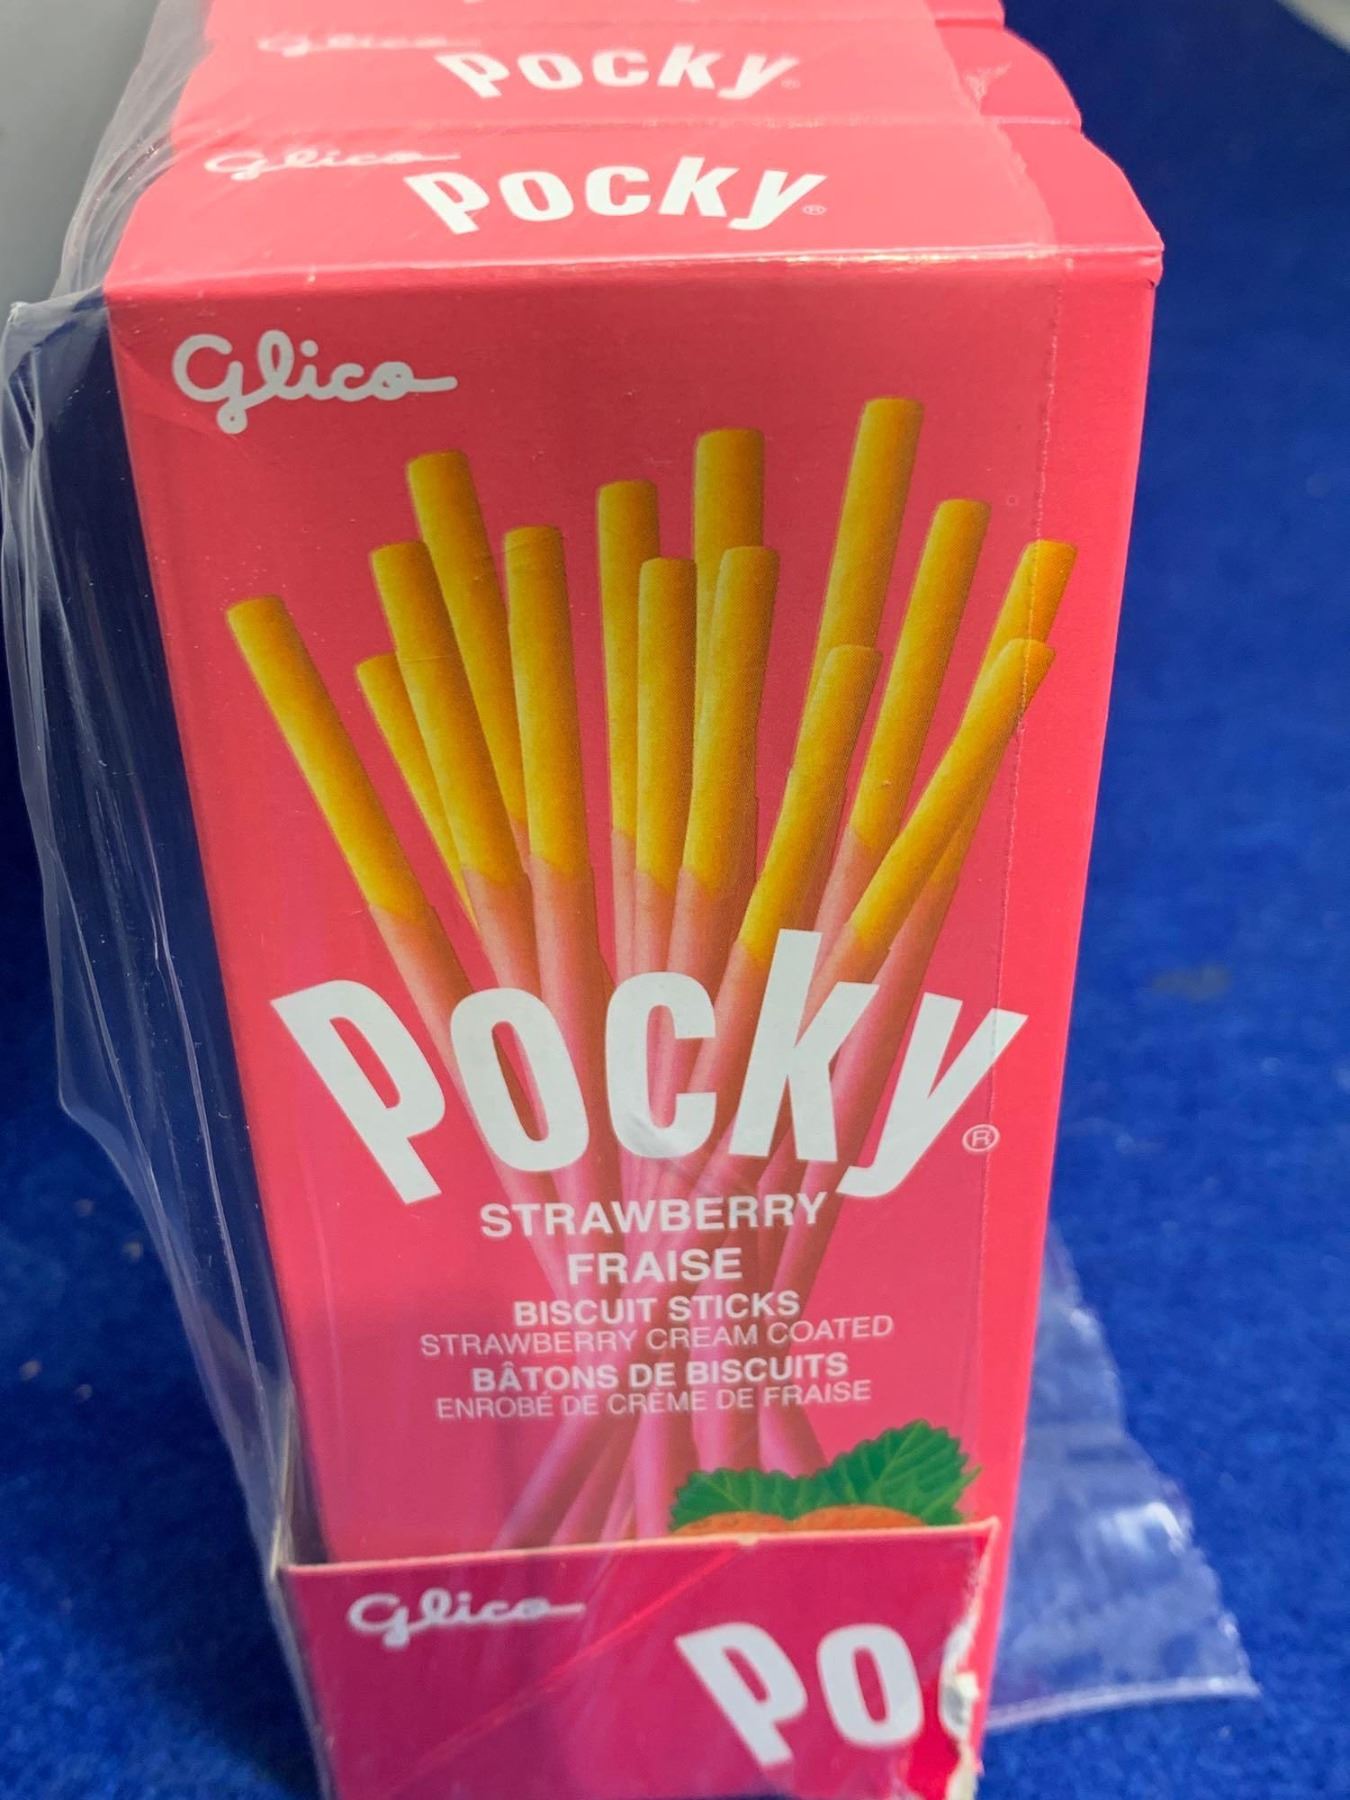 Glico
Pocky®
Glico
Pocky®
Glico
Pocky®
STRAWBERRY
FRAISE
BISCUIT STICKS
STRAWBERRY CREAM COATED
BÂTONS DE BISCUITS
ENROBÉ DE CRÈME DE FRAISE
Glico
Po